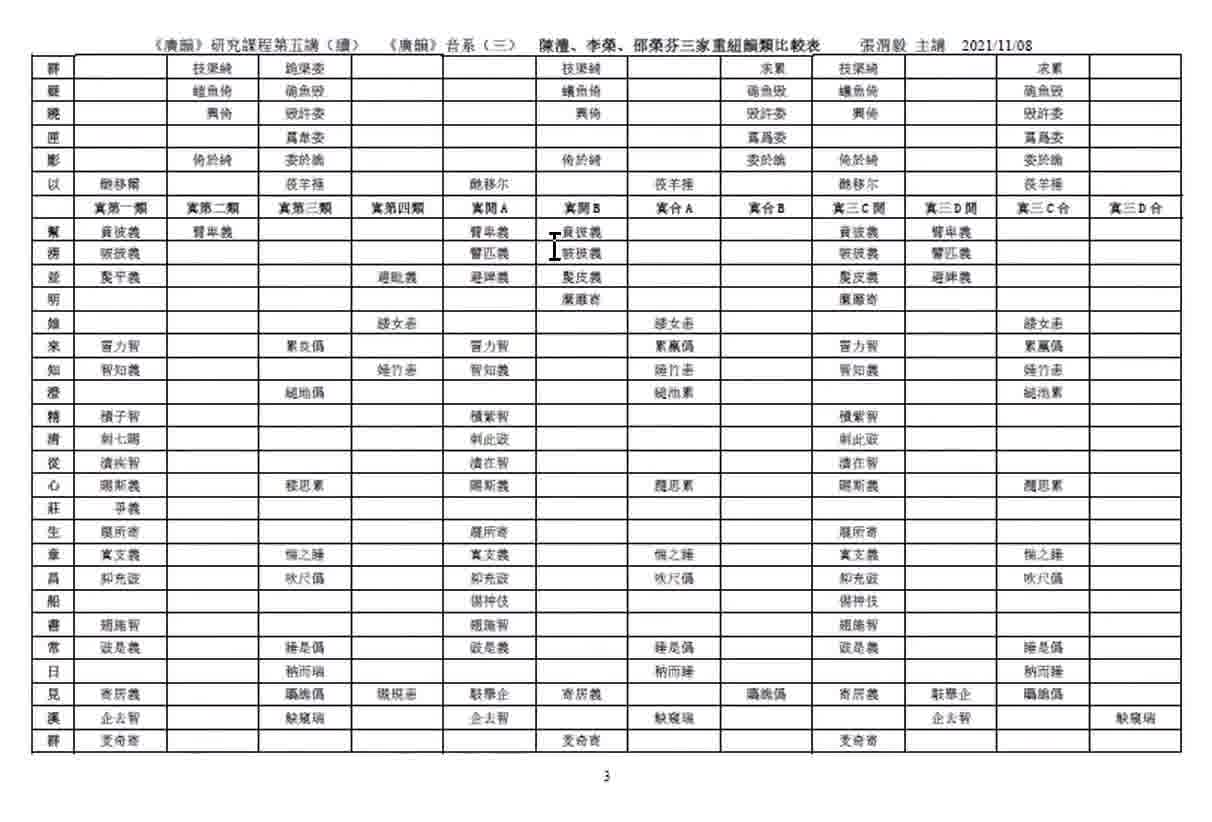 《廣韻》研究課程第五講（續） 《廣韻》音系（三） 陳澧、李榮、邵榮芬三家重紐韻類比較表 張渭毅 主講 2021/11/08
群 技渠綺 跪渠委 技渠綺 求累 技渠綺 求累
疑 魚倚 硊魚毀 蟻魚倚 硊魚毀 蟻魚倚 硊魚毀
曉 興倚 毀許委 興倚 毀許委 興倚 毀許委
匣 蔿韋委 蔿爲委 蔿爲委
影 倚於綺 委於詭 倚於綺 委於詭 倚於綺 委於詭
以 酏移爾 蓶羊捶 酏移尔 蓶羊捶 酏移尔 蓶羊捶
寘第一類 寘第二類 寘第三類 寘第四類 寘開A 寘開B 寘合A 寘合B 寘三C開 寘三D開 寘三C合 寘三D合
幫 賁彼義 臂卑義 臂卑義 賁彼義 賁彼義 臂卑義
滂 帔披義 譬匹義 帔披義 帔披義 譬匹義
並 髲平義 避毗義 避婢義 髲皮義 髲皮義 避婢義
明 靡寄 靡寄
娘 諉女恚 諉女恚 諉女恚
來 詈力智 累良僞 詈力智 累羸僞 詈力智 累羸僞
知 智知義 娷竹恚 智知義 娷竹恚 智知義 娷竹恚
澄 縋地僞 縋池累 縋池累
精 積子智 積紫智 積紫智
清 刺七賜 刺此豉 刺此豉
從 漬疾智 漬在智 漬在智
心 賜斯義 思累 賜斯義 思累 賜斯義 思累
莊 爭義
生 屣所寄 屣所寄 屣所寄
章 寘支義 惴之睡 寘支義 惴之睡 寘支義 惴之睡
昌 充豉 吹尺僞 充豉 吹尺僞 充豉 吹尺僞
船 神伎 神伎
書 翅施智 翅施智 翅施智
常 豉是義 睡是僞 豉是義 睡是僞 豉是義 睡是僞
日 枘而瑞 枘而睡 枘而睡
見 寄居義 詭僞 規恚 馶舉企 寄居義 詭僞 寄居義 馶舉企 詭僞
溪 企去智 觖窺瑞 企去智 觖窺瑞 企去智 觖窺瑞
群 芰奇寄 芰奇寄 芰奇寄
3